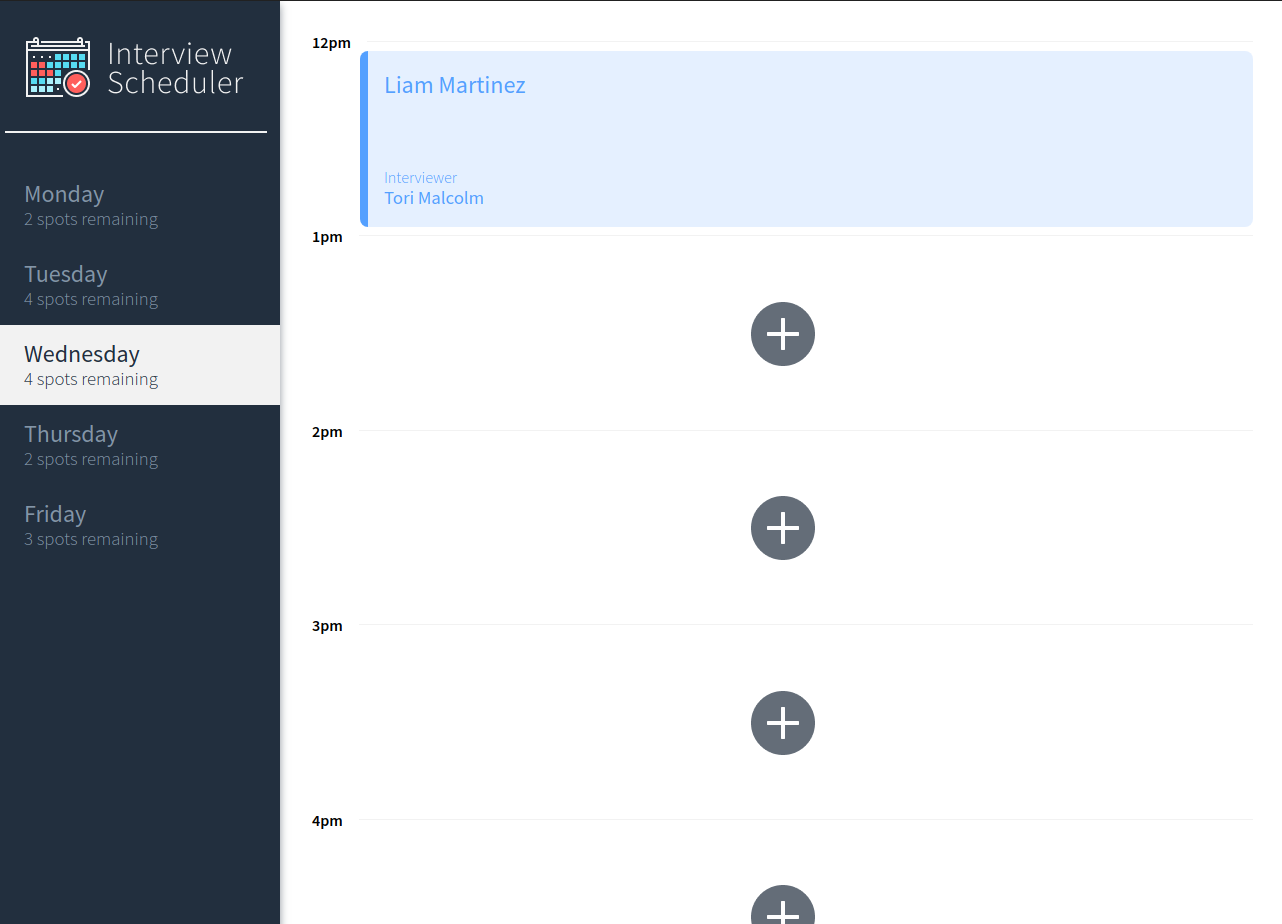 Interview
Scheduler
Monday
2 spots remaining
Tuesday
4 spots remaining
Wednesday
4 spots remaining
Thursday
2 spots remaining
Friday
3 spots remaining
12pm
Liam Martinez
Interviewer
Tori Malcolm
1pm
2pm
3pm
4pm